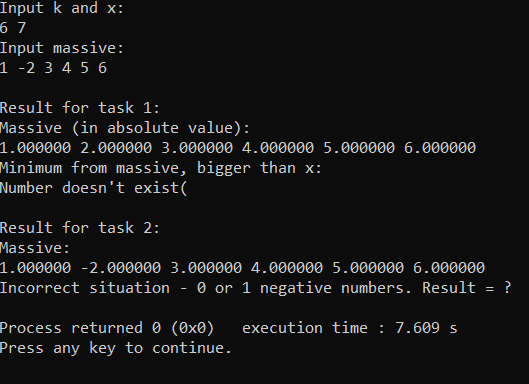 Input k and x:
6 7
Input massive:
1 -2 3 4 5 6
Result for task 1:
Massive (in absolute value):
1.000000 2.000000 3.000000 4.000000 5.000000 6.000000
Minimum from massive, bigger than x:
Number doesn't exist(
Result for task 2:
Massive:
1.000000 -2.000000 3.000000 4.000000 5.000000 6.000000
Incorrect situation - 0 or 1 negative numbers. Result = ?
Process returned 0 (0x0)   execution time : 7.609 s
Press any key to continue.